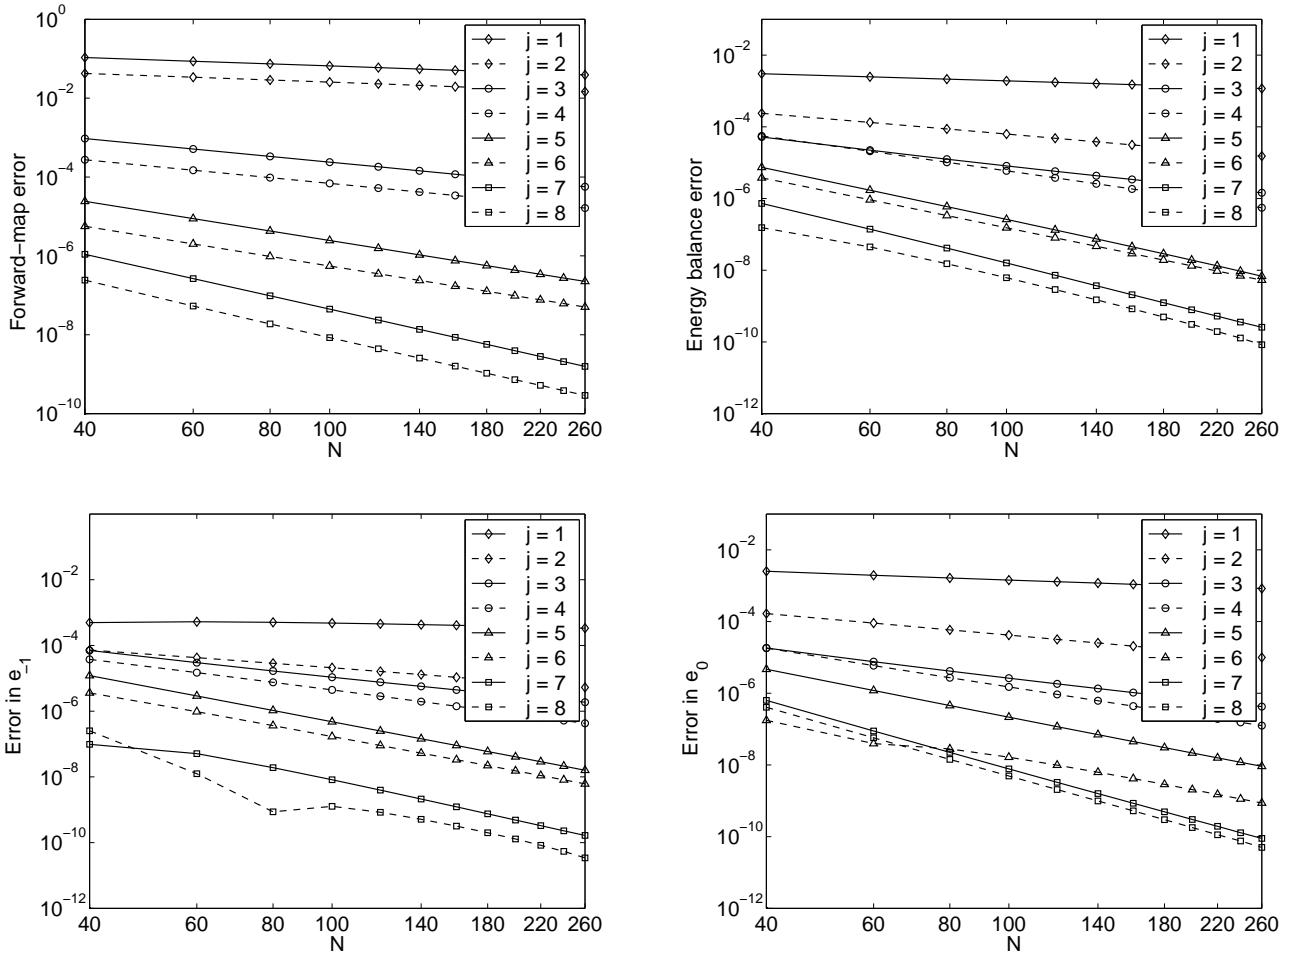 10^0
10^−2
10^−4
10^−6
10^−8
10^−10
Forward−map error
40 60 80 100 140 180 220 260
N
j = 1
j = 2
j = 3
j = 4
j = 5
j = 6
j = 7
j = 8
10^−2
10^−4
10^−6
10^−8
10^−10
10^−12
Energy balance error
40 60 80 100 140 180 220 260
N
j = 1
j = 2
j = 3
j = 4
j = 5
j = 6
j = 7
j = 8
10^−2
10^−4
10^−6
10^−8
10^−10
10^−12
Error in e_−1
40 60 80 100 140 180 220 260
N
j = 1
j = 2
j = 3
j = 4
j = 5
j = 6
j = 7
j = 8
10^−2
10^−4
10^−6
10^−8
10^−10
10^−12
Error in e_0
40 60 80 100 140 180 220 260
N
j = 1
j = 2
j = 3
j = 4
j = 5
j = 6
j = 7
j = 8